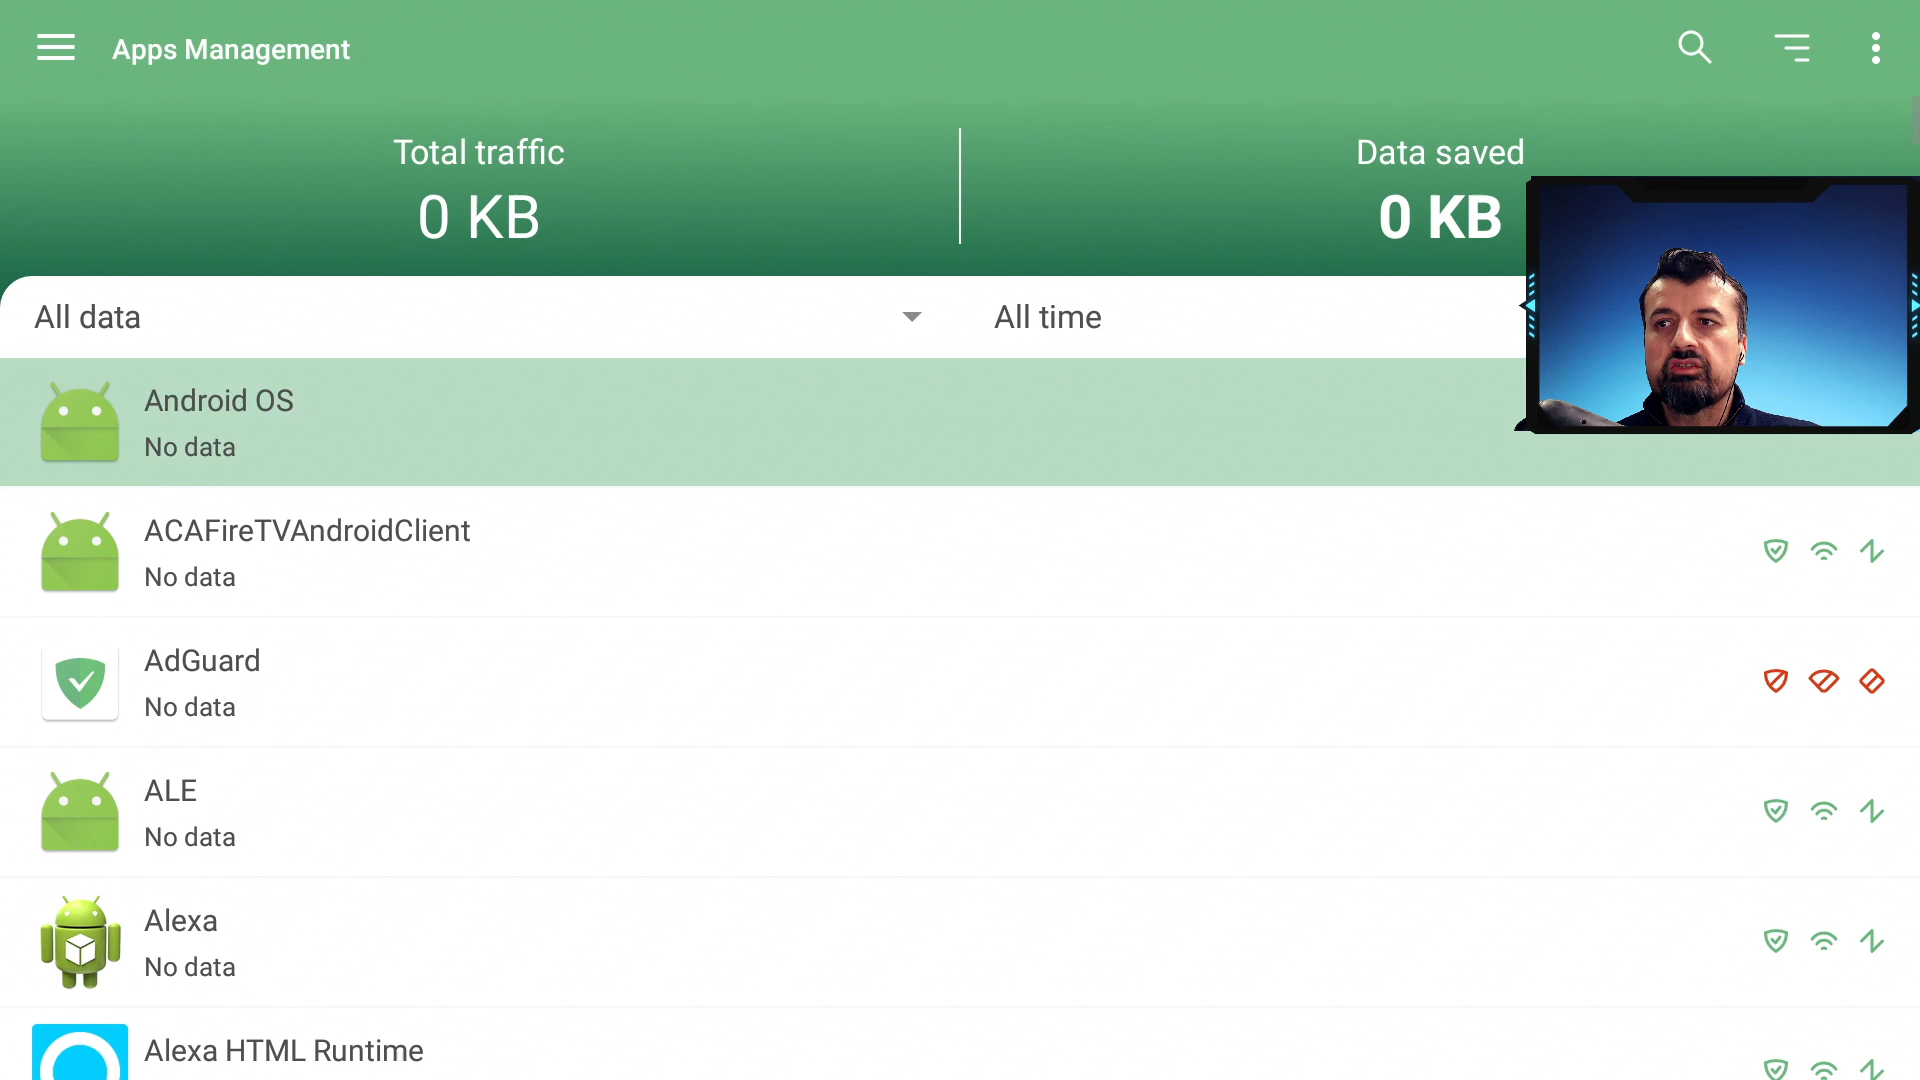 Apps Management
Total traffic
0 KB
Data saved
0 KB
All data
All time
Android OS
No data
ACAFireTVAndroidClient
No data
AdGuard
No data
ALE
No data
Alexa
No data
Alexa HTML Runtime